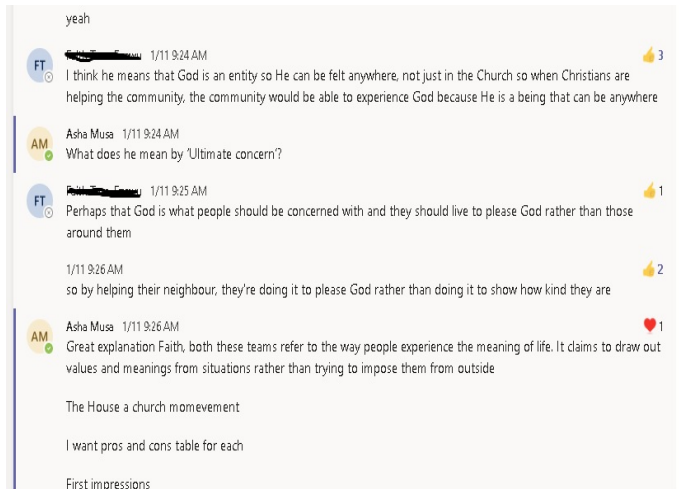 yeah
FT
1/11 9:24 AM
3
I think he means that God is an entity so He can be felt anywhere, not just in the Church so when Christians are
helping the community, the community would be able to experience God because He is a being that can be anywhere
AM
Asha Musa 1/11 9:24 AM
What does he mean by 'Ultimate concern'?
FT
1/11 9:25 AM
1
Perhaps that God is what people should be concerned with and they should live to please God rather than those
around them
1/11 9:26 AM
2
so by helping their neighbour, they're doing it to please God rather than doing it to show how kind they are
AM
Asha Musa 1/11 9:26 AM
1
Great explanation Faith, both these teams refer to the way people experience the meaning of life. It claims to draw out
values and meanings from situations rather than trying to impose them from outside
The House a church momevement
I want pros and cons table for each
First impressions